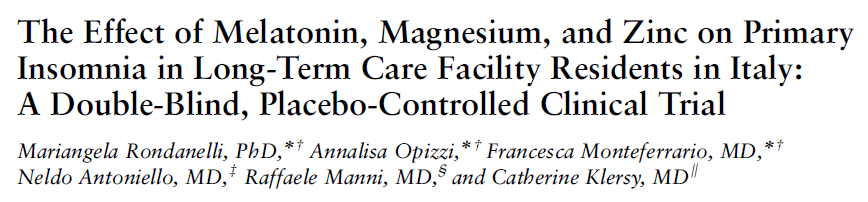 The Effect of Melatonin, Magnesium, and Zinc on Primary
Insomnia in Long-Term Care Facility Residents in Italy:
A Double-Blind, Placebo-Controlled Clinical Trial
Mariangela Rondanelli, PhD,*† Annalisa Opizzi,*† Francesca Monteferrario, MD,*†
Neldo Antoniello, MD,‡ Raffaele Manni, MD,§ and Catherine Klersy, MD‖